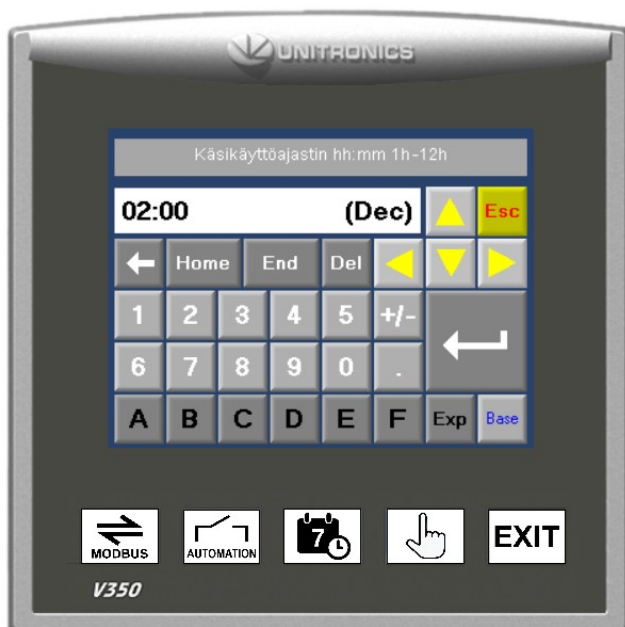 UNITRONICS
Käsikäyttöajastin hh:mm 1h-12h
02:00 (Dec) Esc
Home End Del
1 2 3 4 5 +/-
6 7 8 9 0 .
A B C D E F Exp Base
MODBUS AUTOMATION 7 EXIT
V350